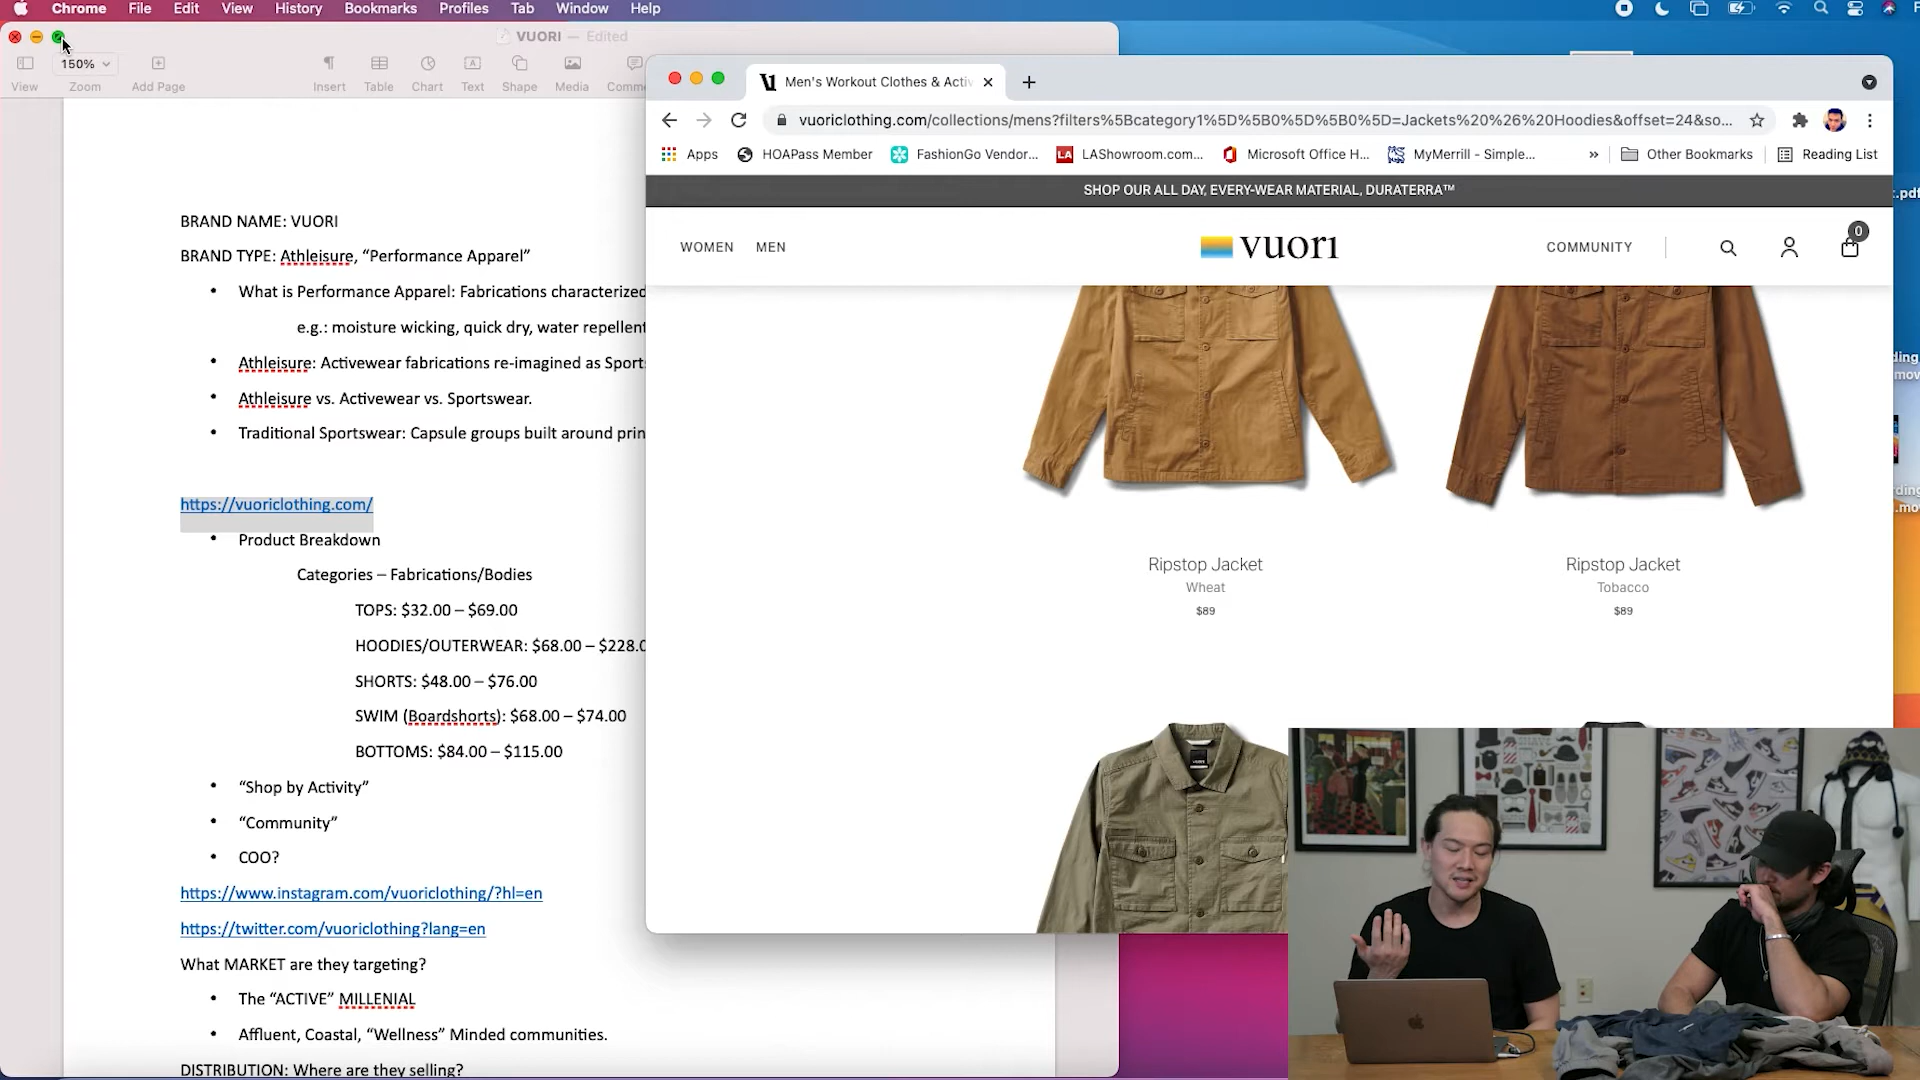 Chrome File Edit View History Bookmarks Profiles Tab Window Help
VUORI — Edited
150%
View Zoom Add Page Insert Table Chart Text Shape Media Comme
BRAND NAME: VUORI
BRAND TYPE: Athleisure, “Performance Apparel”
• What is Performance Apparel: Fabrications characterized
e.g.: moisture wicking, quick dry, water repellent
• Athleisure: Activewear fabrications re-imagined as Sports
• Athleisure vs. Activewear vs. Sportswear.
• Traditional Sportswear: Capsule groups built around prin
https://vuoriclothing.com/
• Product Breakdown
Categories – Fabrications/Bodies
TOPS: $32.00 – $69.00
HOODIES/OUTERWEAR: $68.00 – $228.0
SHORTS: $48.00 – $76.00
SWIM (Boardshorts): $68.00 – $74.00
BOTTOMS: $84.00 – $115.00
• “Shop by Activity”
• “Community”
• COO?
https://www.instagram.com/vuoriclothing/?hl=en
https://twitter.com/vuoriclothing?lang=en
What MARKET are they targeting?
• The “ACTIVE” MILLENIAL
• Affluent, Coastal, “Wellness” Minded communities.
DISTRIBUTION: Where are they selling?
Men's Workout Clothes & Activ
vuoriclothing.com/collections/mens?filters%5Bcategory1%5D%5B0%5D%5B0%5D=Jackets%20%26%20Hoodies&offset=24&so...
Apps HOAPass Member FashionGo Vendor... LA LAShowroom.com... Microsoft Office H... MyMerrill - Simple... » Other Bookmarks Reading List
SHOP OUR ALL DAY, EVERY-WEAR MATERIAL, DURATERRA™
WOMEN MEN vuori COMMUNITY 0
Ripstop Jacket
Wheat
$89
Ripstop Jacket
Tobacco
$89
t.pdf
ding
mov
rding
.mov